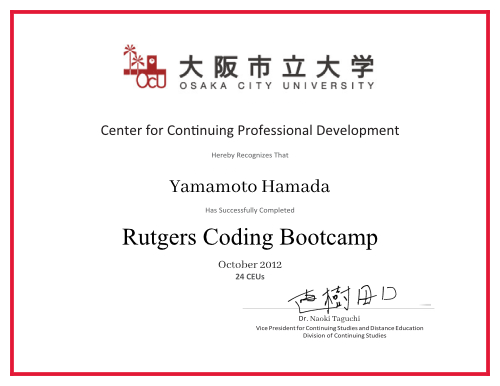 OCU
大阪市立大学
OSAKA CITY UNIVERSITY
Center for Continuing Professional Development
Hereby Recognizes That
Yamamoto Hamada
Has Successfully Completed
Rutgers Coding Bootcamp
October 2012
24 CEUs
Dr. Naoki Taguchi
Vice President for Continuing Studies and Distance Education
Division of Continuing Studies